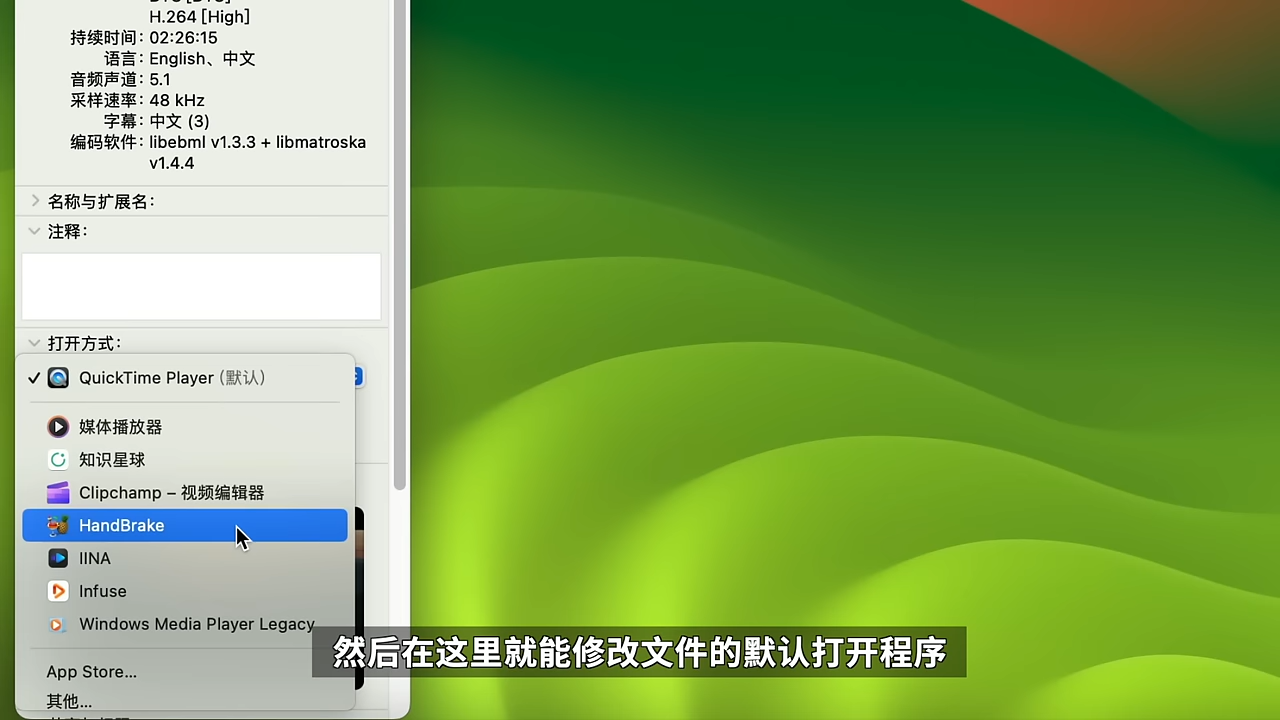 H.264 [High]
持续时间: 02:26:15
语言: English、中文
音频声道: 5.1
采样速率: 48 kHz
字幕: 中文 (3)
编码软件: libebml v1.3.3 + libmatroska
v1.4.4
名称与扩展名:
注释:
打开方式:
QuickTime Player (默认)
媒体播放器
知识星球
Clipchamp – 视频编辑器
HandBrake
IINA
Infuse
Windows Media Player Legacy
App Store...
其他...
然后在这里就能修改文件的默认打开程序